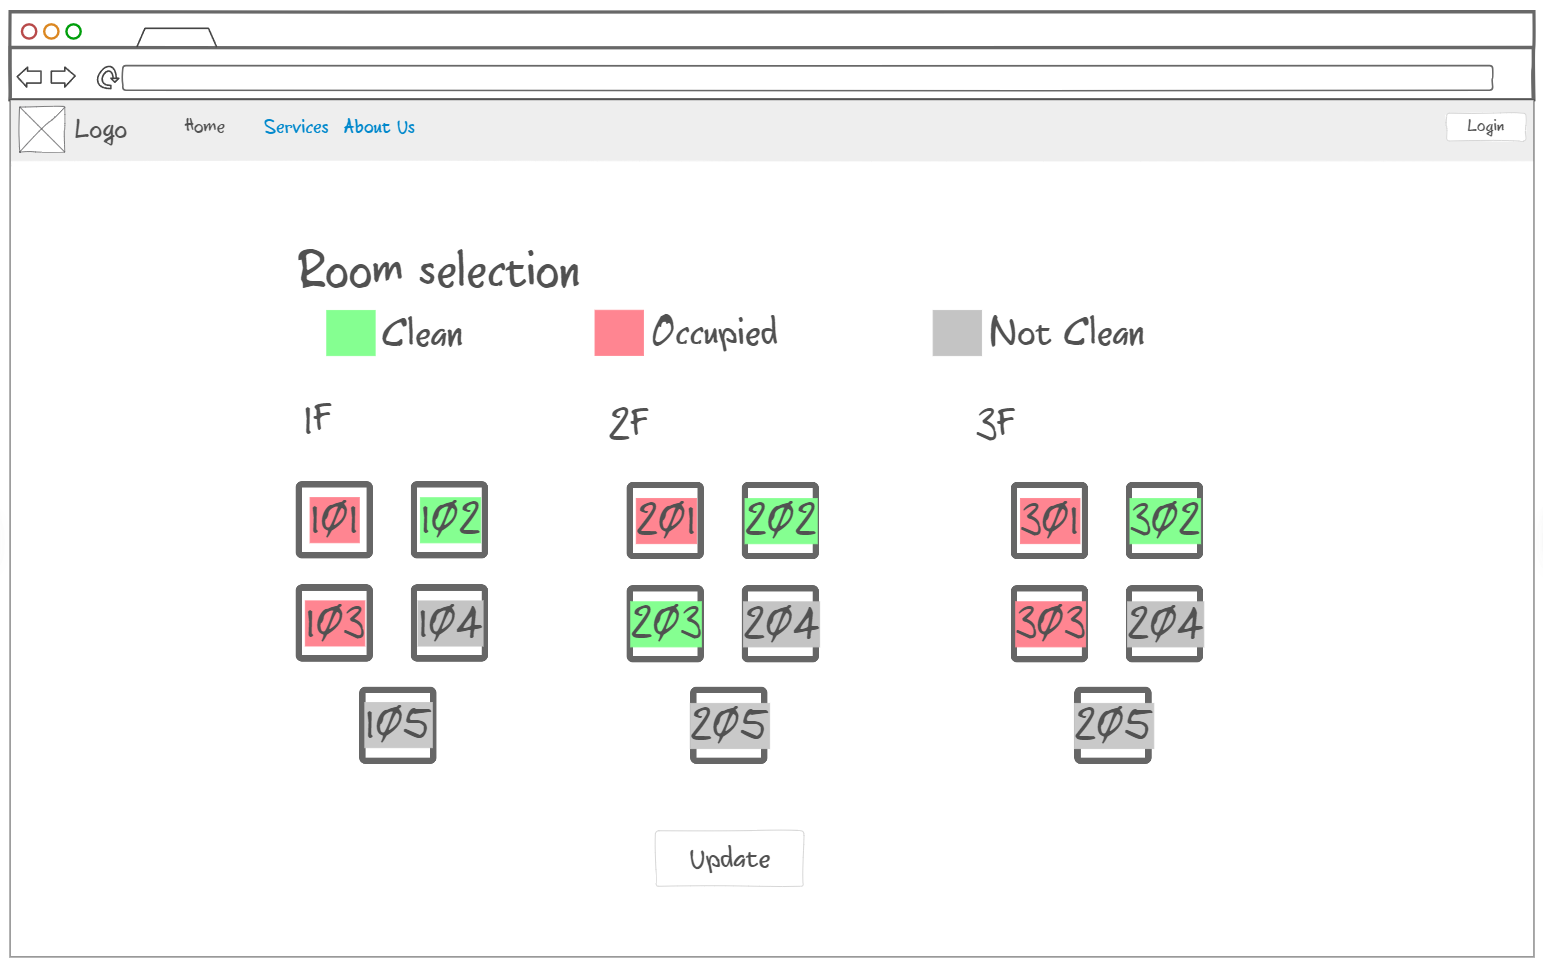 Logo Home Services About Us Login
Room selection
Clean Occupied Not Clean
1F 2F 3F
101 102 201 202 301 302
103 104 203 204 303 204
105 205 205
Update